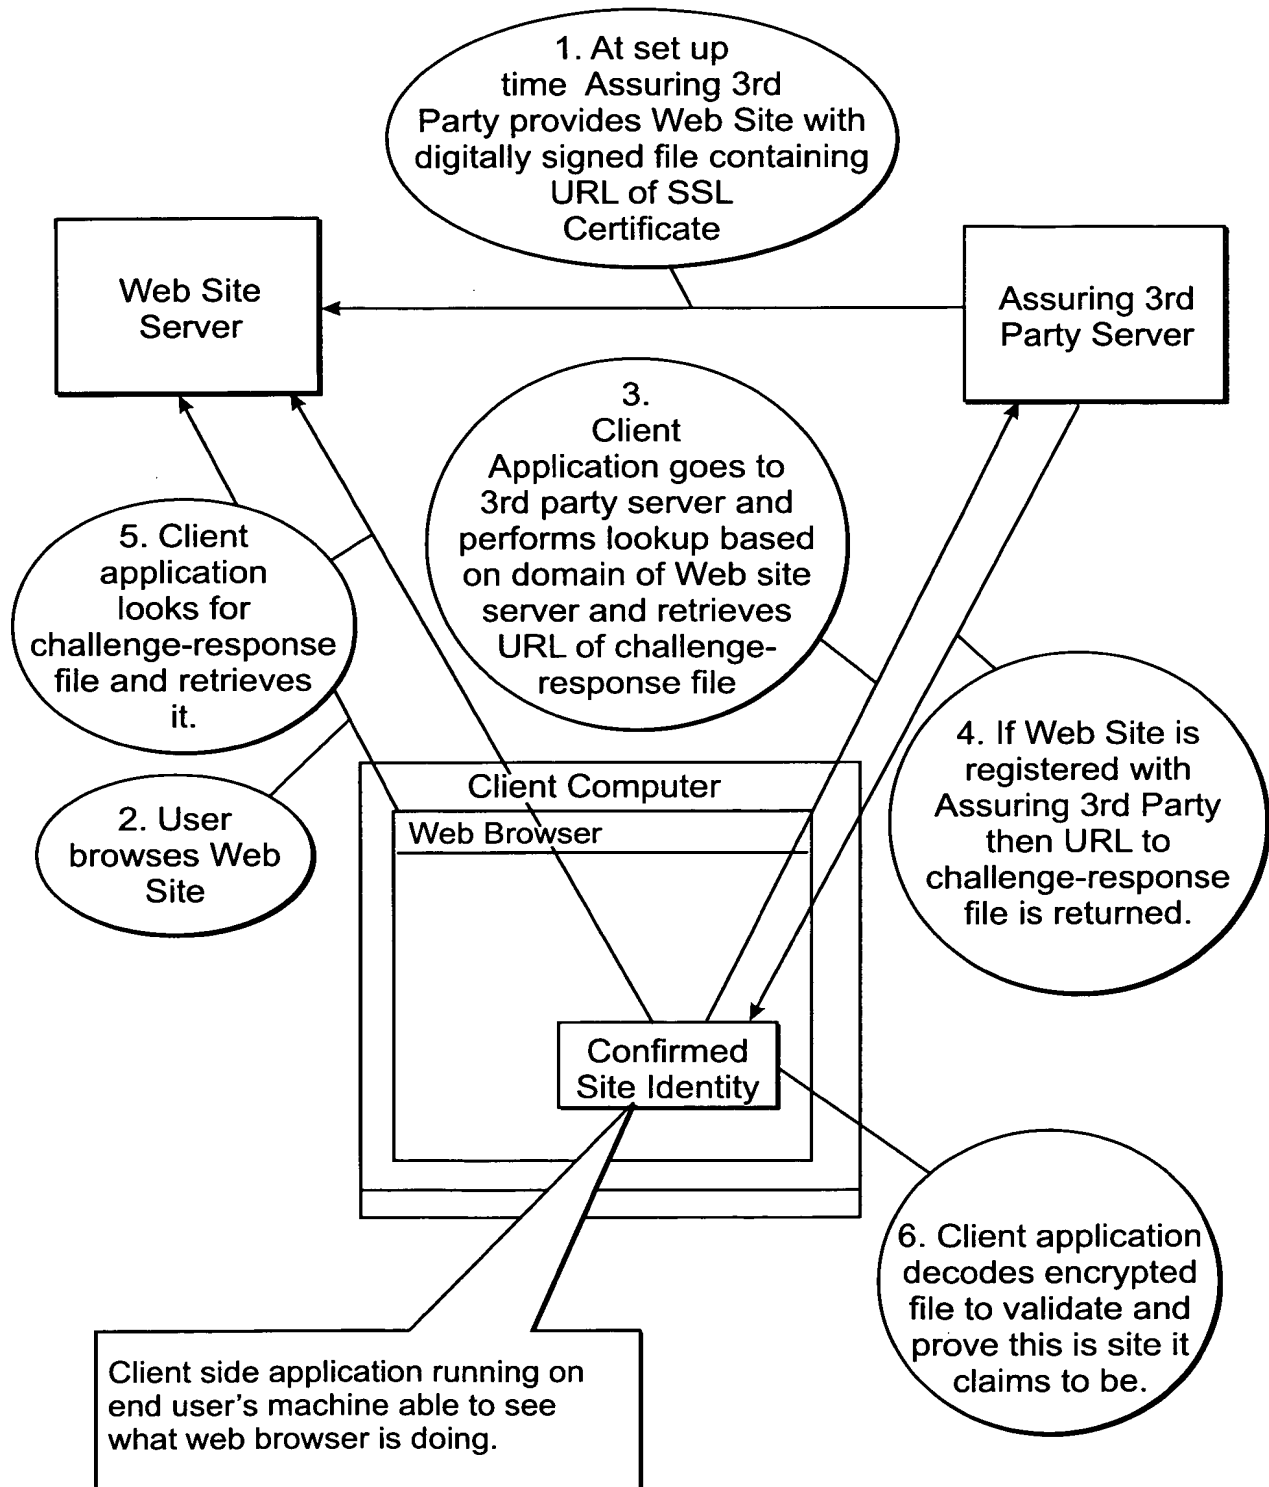 1. At set up
time Assuring 3rd
Party provides Web Site with
digitally signed file containing
URL of SSL
Certificate
Web Site
Server
Assuring 3rd
Party Server
3.
Client
Application goes to
3rd party server and
performs lookup based
on domain of Web site
server and retrieves
URL of challenge-
response file
5. Client
application
looks for
challenge-response
file and retrieves
it.
4. If Web Site is
registered with
Assuring 3rd Party
then URL to
challenge-response
file is returned.
2. User
browses Web
Site
Client Computer
Web Browser
Confirmed
Site Identity
6. Client application
decodes encrypted
file to validate and
prove this is site it
claims to be.
Client side application running on
end user's machine able to see
what web browser is doing.